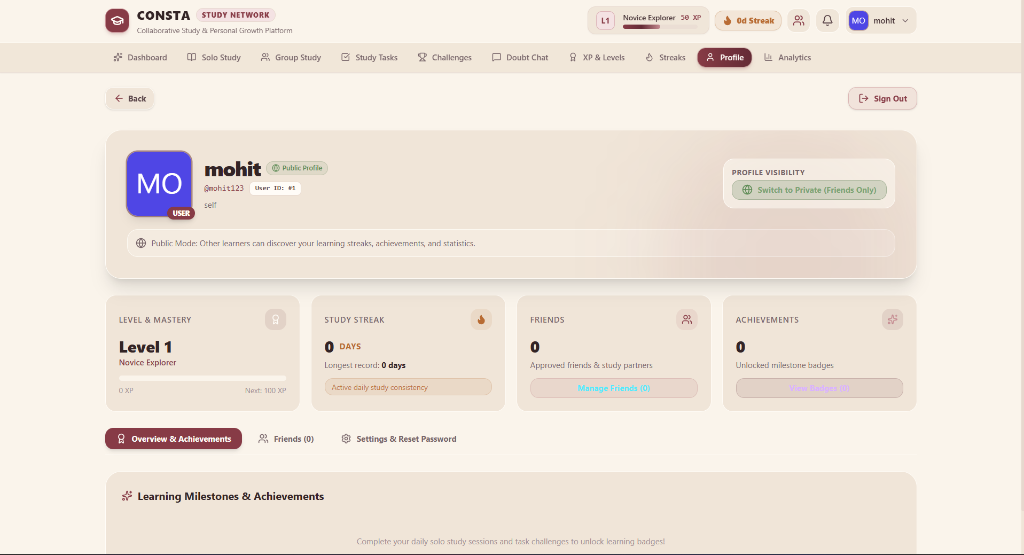 CONSTA STUDY NETWORK
Collaborative Study & Personal Growth Platform
L1 Novice Explorer 50 XP
0d Streak
MO mohit
Dashboard Solo Study Group Study Study Tasks Challenges Doubt Chat XP & Levels Streaks Profile Analytics
Back
Sign Out
MO
USER
mohit Public Profile
@mohit123 User ID: #1
self
PROFILE VISIBILITY
Switch to Private (Friends Only)
Public Mode: Other learners can discover your learning streaks, achievements, and statistics.
LEVEL & MASTERY
Level 1
Novice Explorer
0 XP Next: 100 XP
STUDY STREAK
0 DAYS
Longest record: 0 days
Active daily study consistency
FRIENDS
0
Approved friends & study partners
Manage Friends (0)
ACHIEVEMENTS
0
Unlocked milestone badges
View Badges (0)
Overview & Achievements Friends (0) Settings & Reset Password
Learning Milestones & Achievements
Complete your daily solo study sessions and task challenges to unlock learning badges!